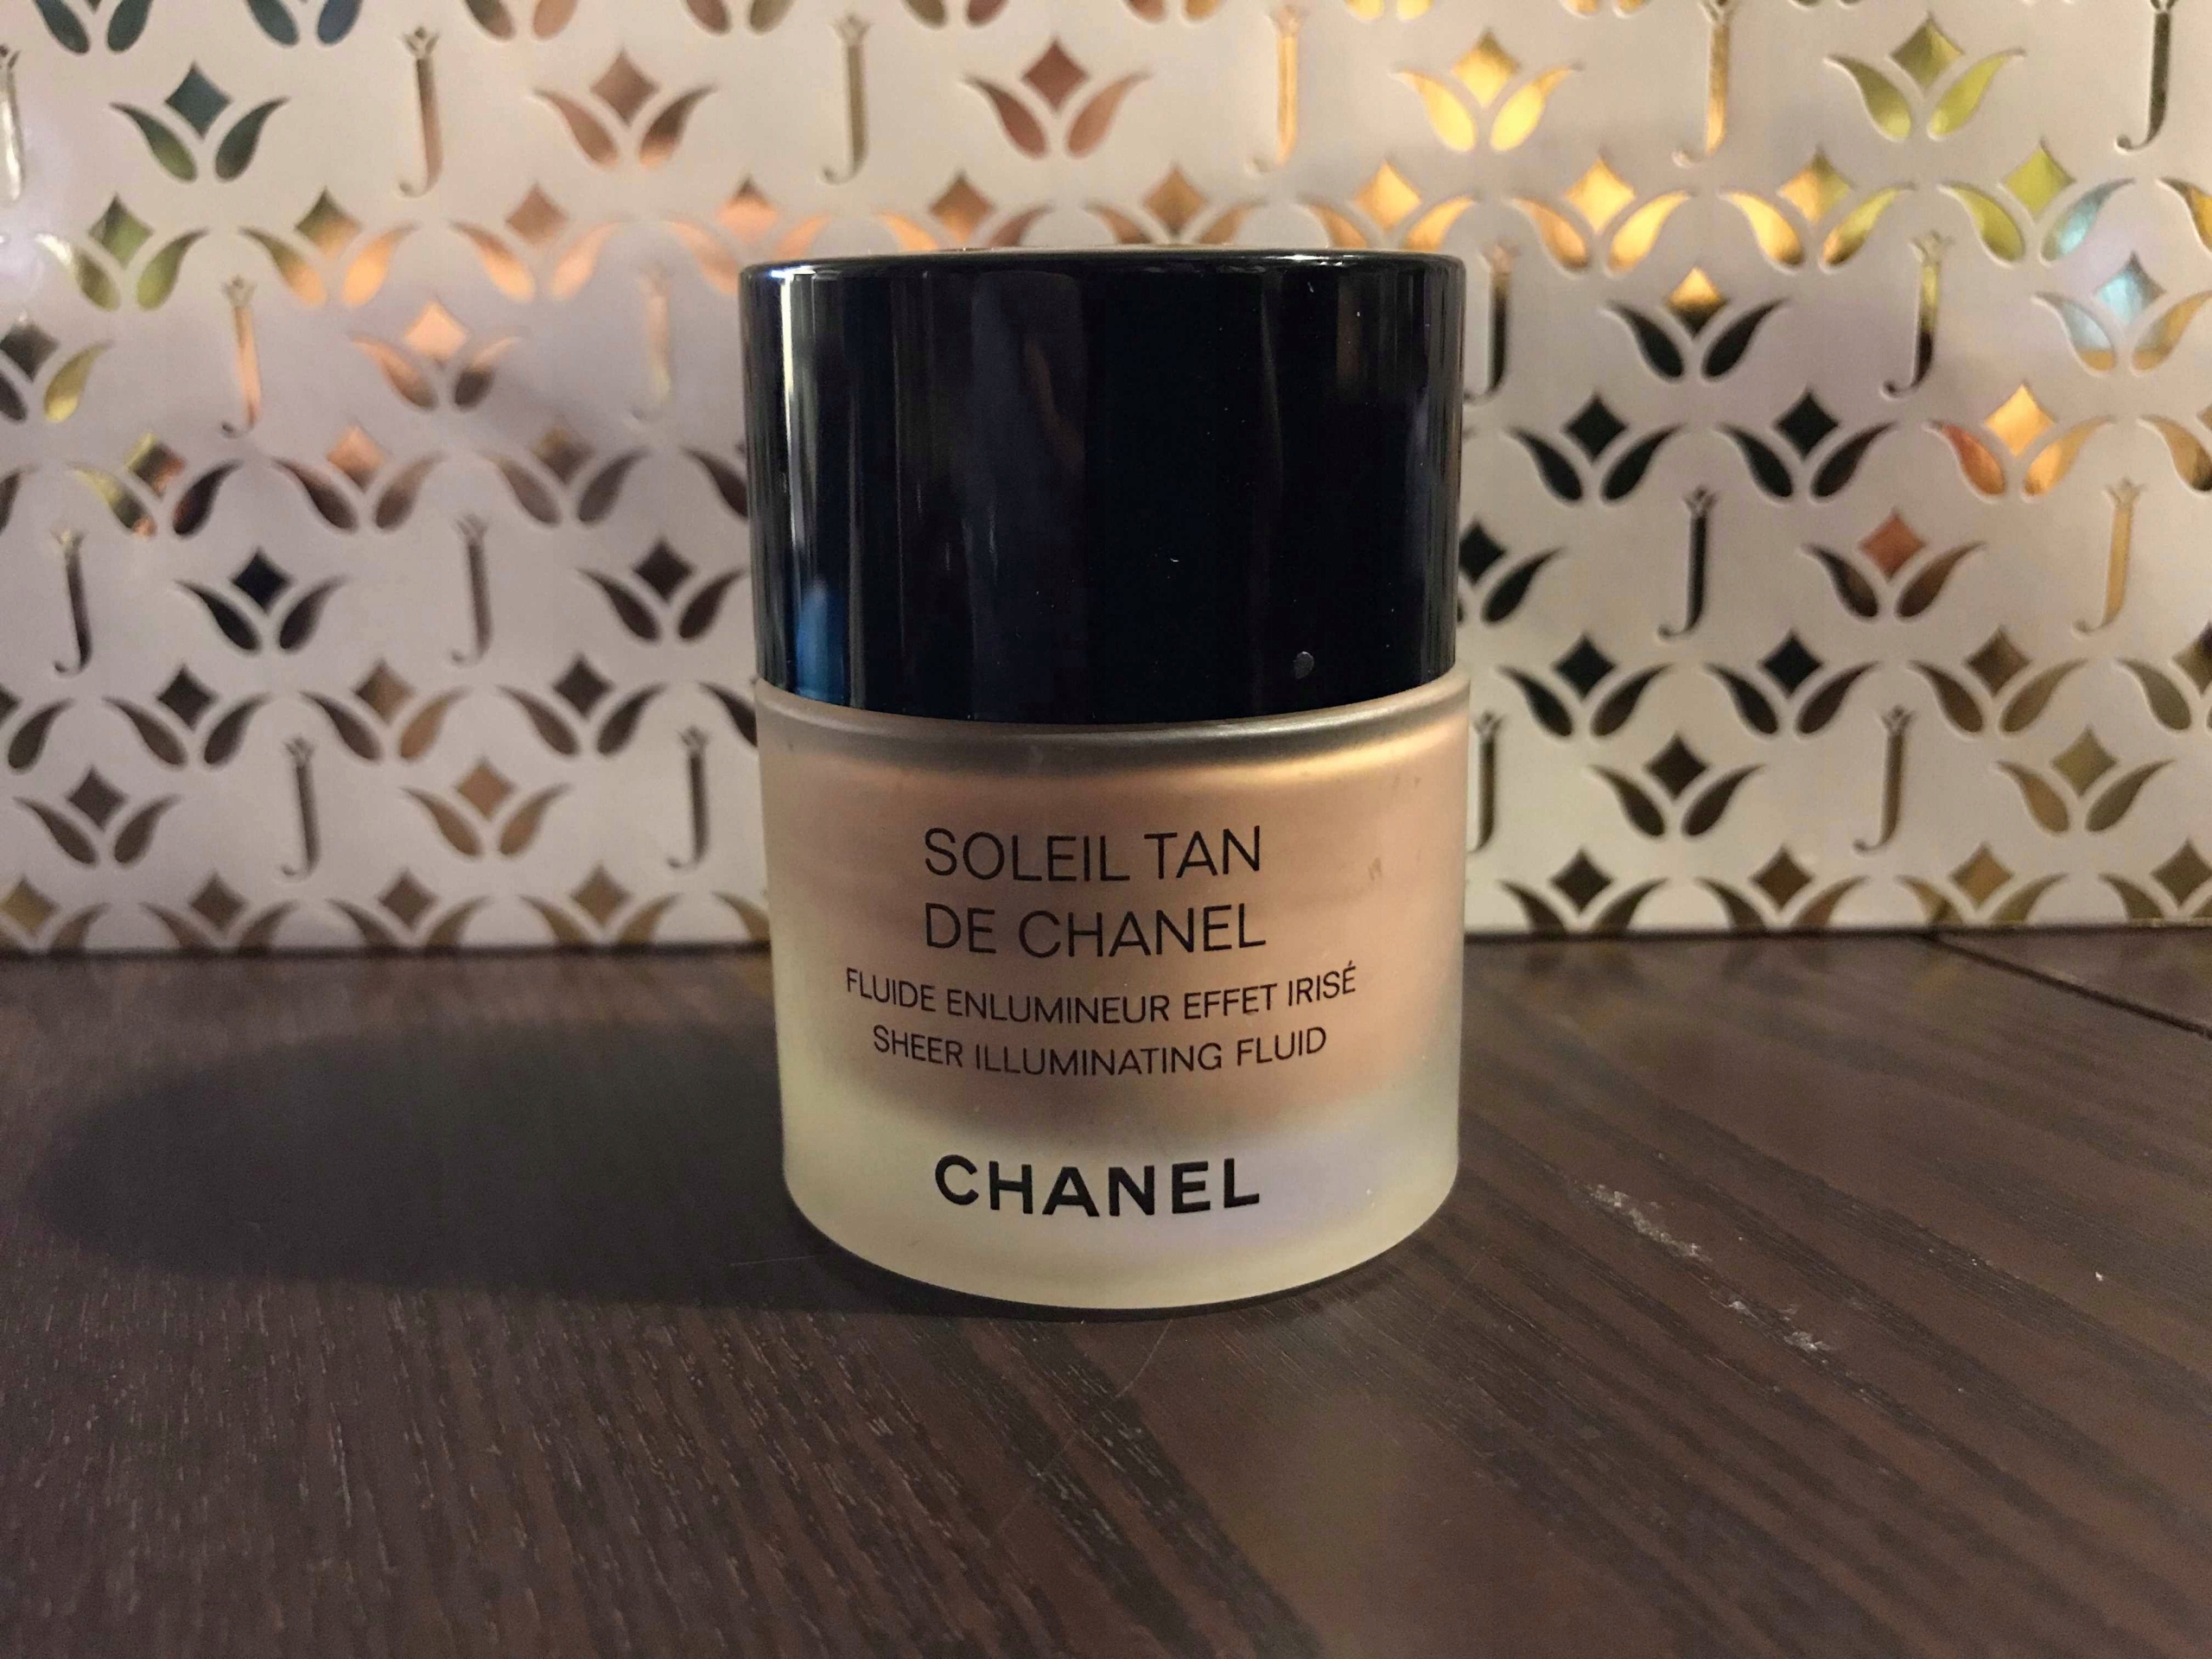 SOLEIL TAN
DE CHANEL
FLUIDE ENLUMINEUR EFFET IRISÉ
SHEER ILLUMINATING FLUID
CHANEL